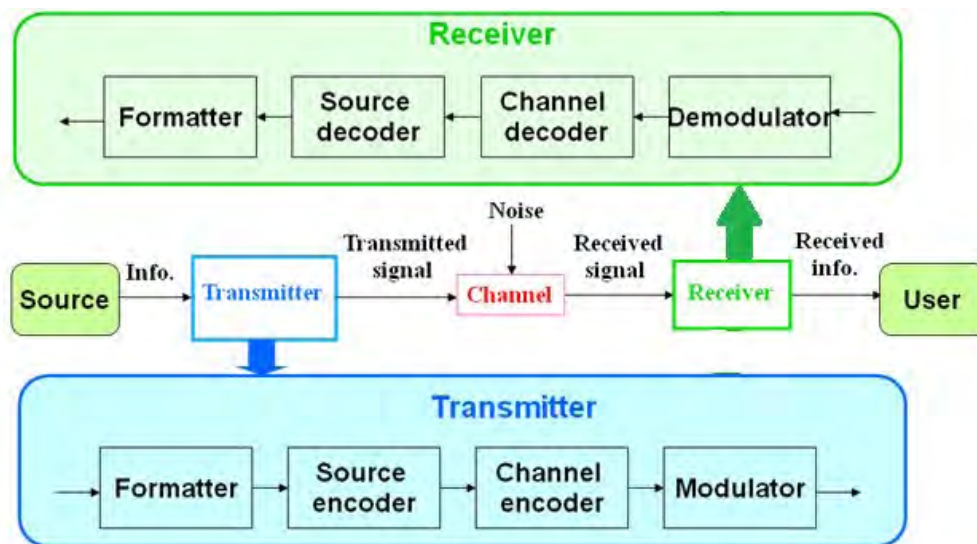 Receiver
Formatter
Source
decoder
Channel
decoder
Demodulator
Noise
Transmitted
signal
Received
signal
Received
info.
Source
Info.
Transmitter
Channel
Receiver
User
Transmitter
Formatter
Source
encoder
Channel
encoder
Modulator